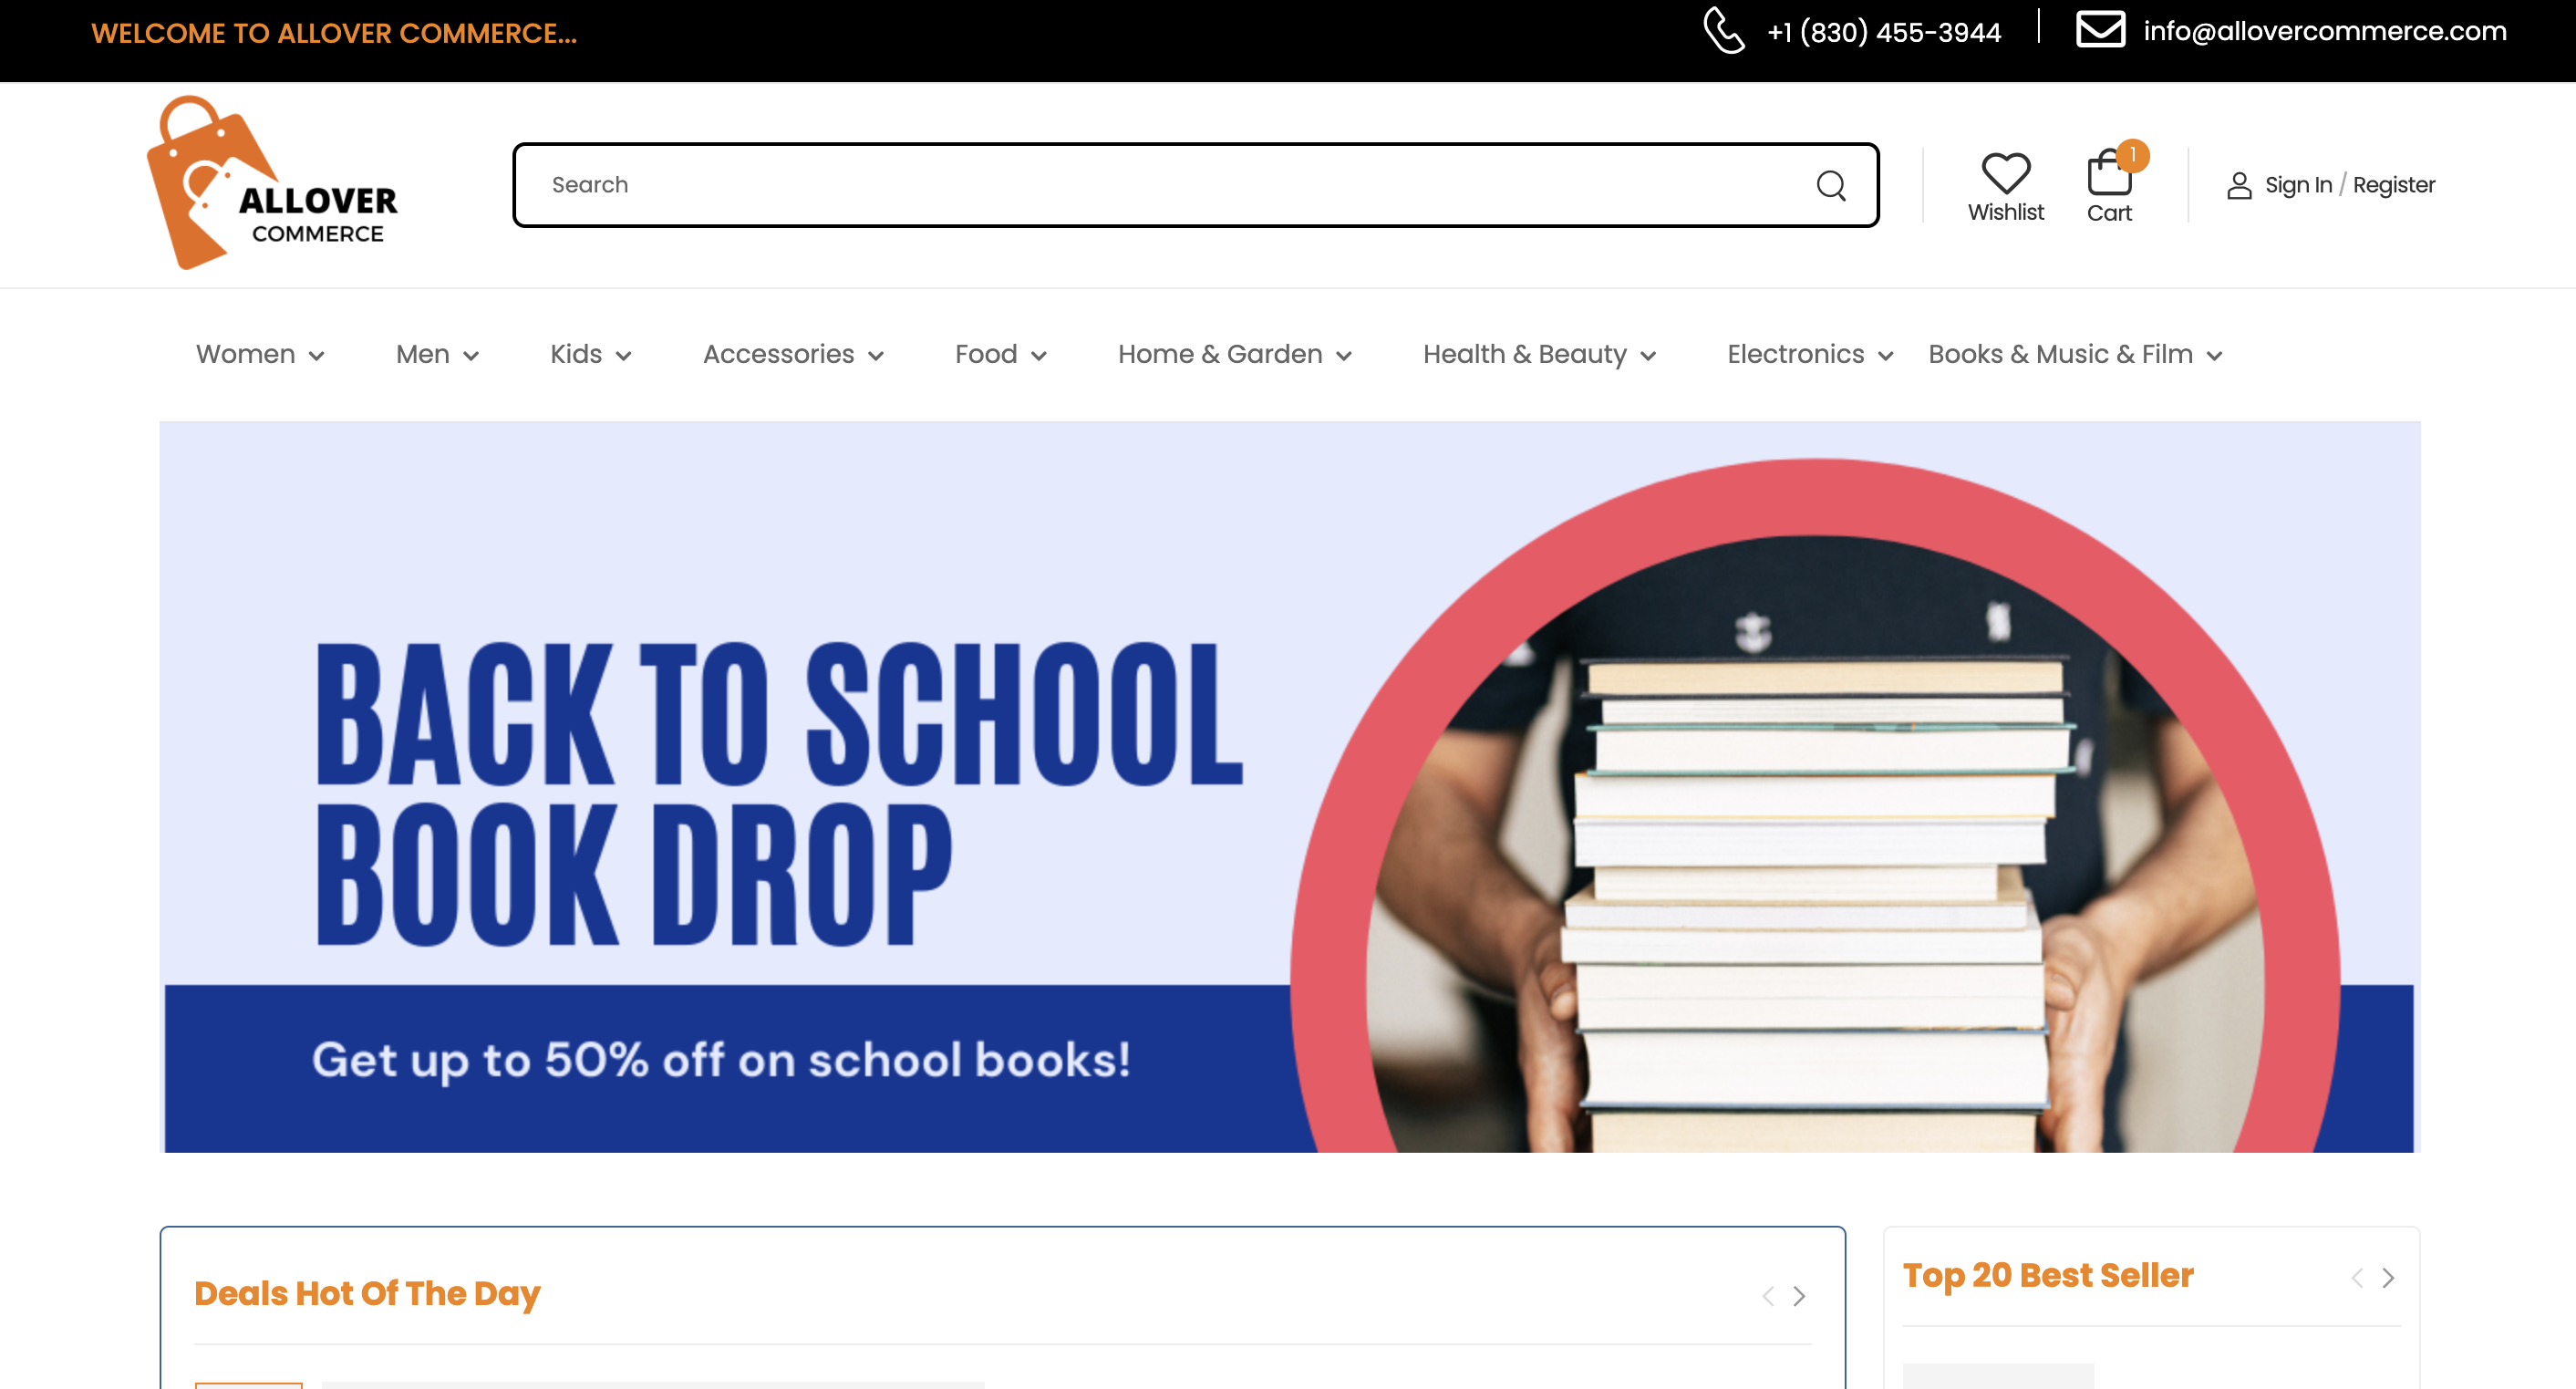 WELCOME TO ALLOVER COMMERCE...
+1 (830) 455-3944
info@allovercommerce.com
ALLOVER
COMMERCE
Search
1
Wishlist
Cart
Sign In / Register
Women
Men
Kids
Accessories
Food
Home & Garden
Health & Beauty
Electronics
Books & Music & Film
BACK TO SCHOOL
BOOK DROP
Get up to 50% off on school books!
Deals Hot Of The Day
Top 20 Best Seller